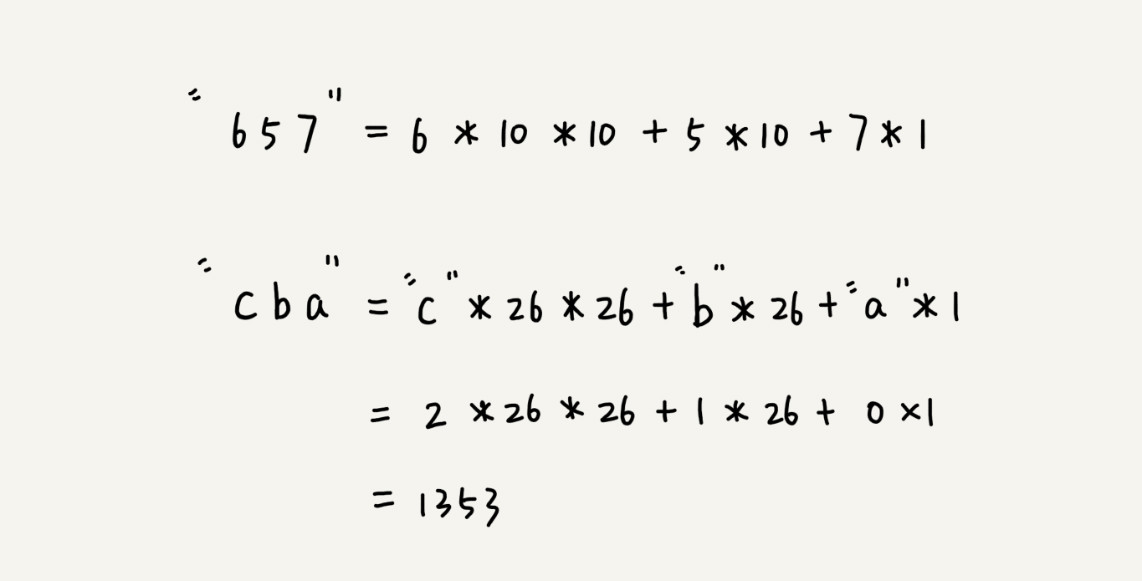 "657" = 6 * 10 * 10 + 5 * 10 + 7 * 1
"cba" = "c" * 26 * 26 + "b" * 26 + "a" * 1
= 2 * 26 * 26 + 1 * 26 + 0 × 1
= 1353